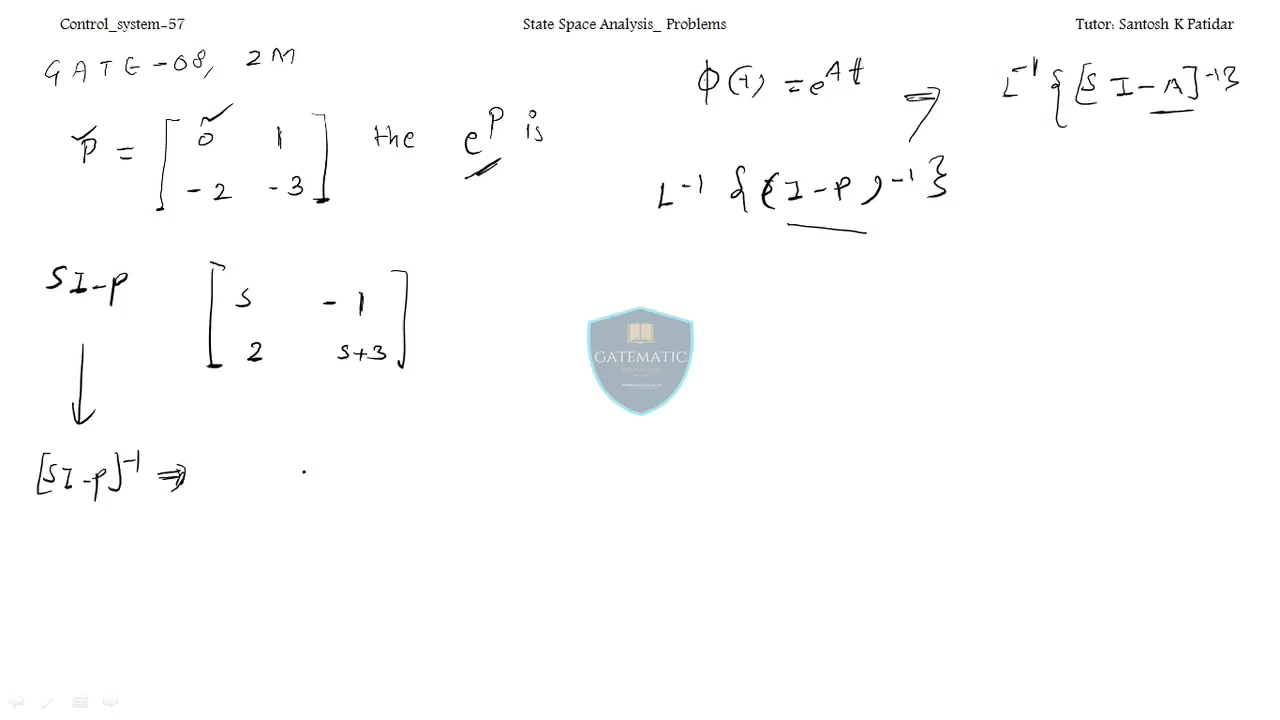 Control_system-57
State Space Analysis_ Problems
Tutor: Santosh K Patidar
GATE -08, 2M
P = [ 0 1
-2 -3 ] the e^P is
ϕ(t) = e^At ⇒ L^-1 { [S I - A]^-1 }
L^-1 { ( I - P )^-1 }
SI-P [ s -1
2 s+3 ]
[SI-P]^-1 ⇒
GATEMATIC
EDUCATION